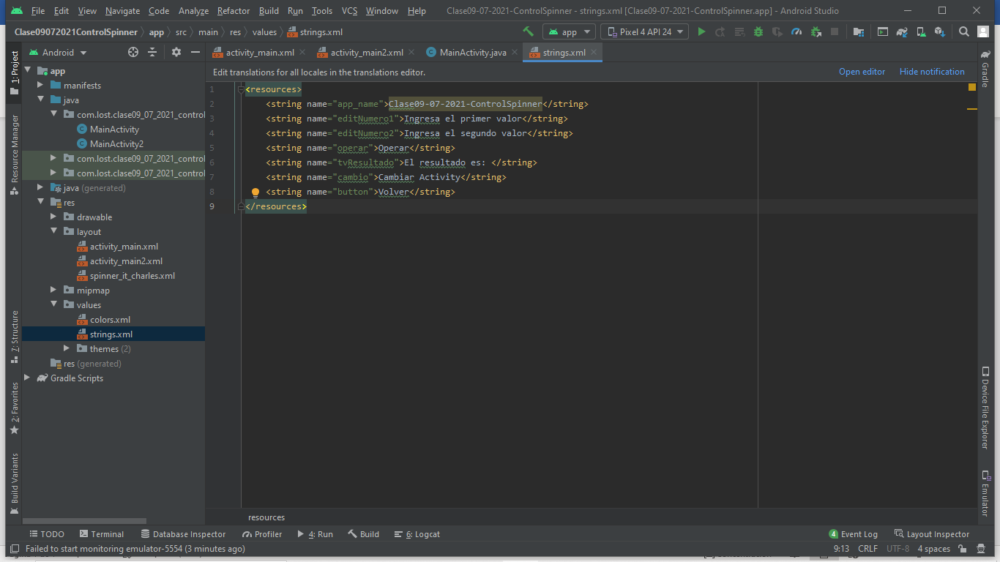 File Edit View Navigate Code Analyze Refactor Build Run Tools VCS Window Help Clase09-07-2021-ControlSpinner - strings.xml [Clase09-07-2021-ControlSpinner.app] - Android Studio
Clase09072021ControlSpinner app src main res values strings.xml app Pixel 4 API 24
Android activity_main.xml activity_main2.xml MainActivity.java strings.xml
Edit translations for all locales in the translations editor. Open editor Hide notification
1: Project
Resource Manager
7: Structure
2: Favorites
Build Variants
app
manifests
java
com.lost.clase09_07_2021_control
MainActivity
MainActivity2
com.lost.clase09_07_2021_control
com.lost.clase09_07_2021_control
java (generated)
res
drawable
layout
activity_main.xml
activity_main2.xml
spinner_it_charles.xml
mipmap
values
colors.xml
strings.xml
themes (2)
res (generated)
Gradle Scripts
1 <resources>
2 <string name="app_name">Clase09-07-2021-ControlSpinner</string>
3 <string name="editNumero1">Ingresa el primer valor</string>
4 <string name="editNumero2">Ingresa el segundo valor</string>
5 <string name="operar">Operar</string>
6 <string name="tvResultado">El resultado es: </string>
7 <string name="cambio">Cambiar Activity</string>
8 <string name="button">Volver</string>
9 </resources>
Gradle
Device File Explorer
Emulator
resources
TODO Terminal Database Inspector Profiler 4: Run Build 6: Logcat 4 Event Log Layout Inspector
Failed to start monitoring emulator-5554 (3 minutes ago) 9:13 CRLF UTF-8 4 spaces